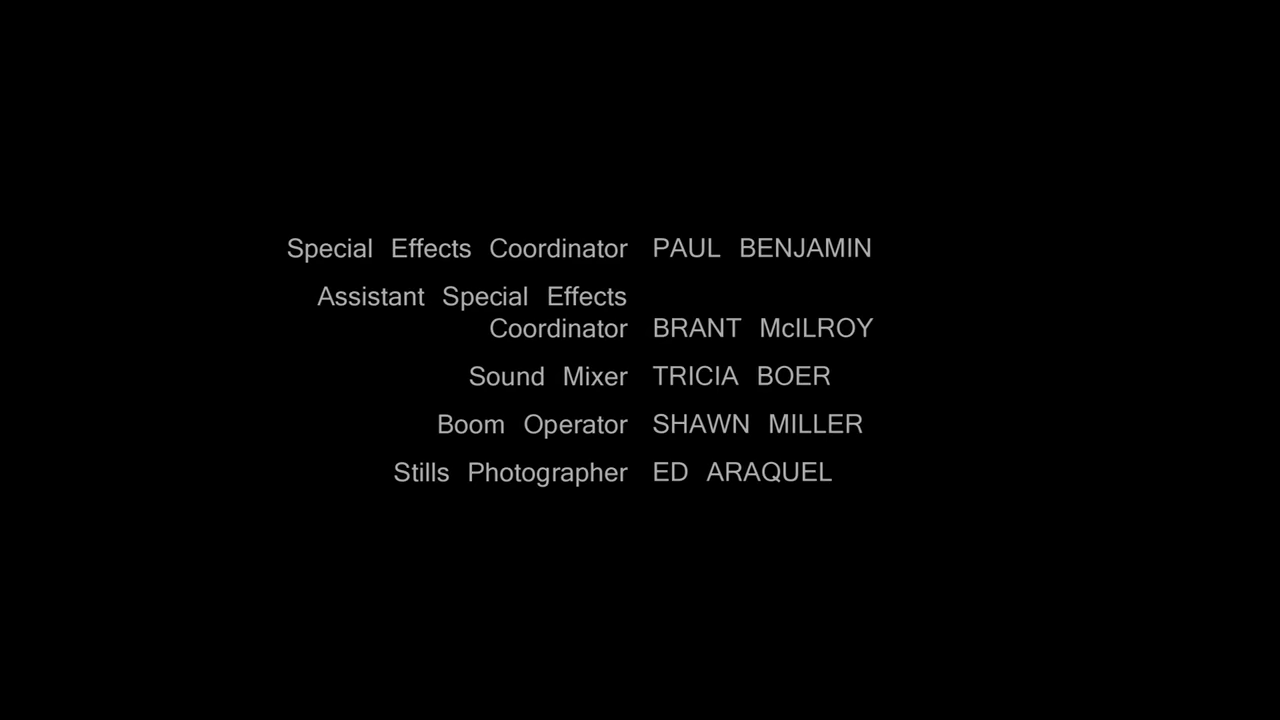 Special Effects Coordinator PAUL BENJAMIN
Assistant Special Effects
Coordinator BRANT McILROY
Sound Mixer TRICIA BOER
Boom Operator SHAWN MILLER
Stills Photographer ED ARAQUEL